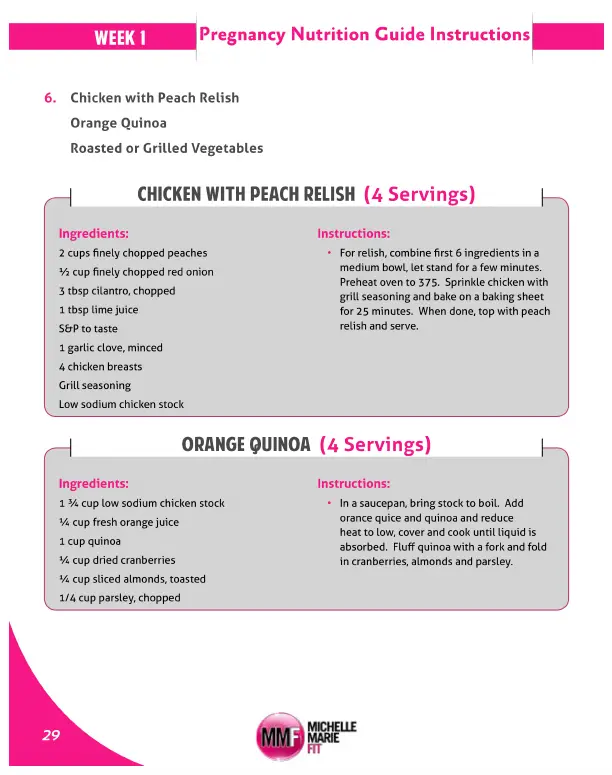 WEEK 1
Pregnancy Nutrition Guide Instructions
6. Chicken with Peach Relish
Orange Quinoa
Roasted or Grilled Vegetables
CHICKEN WITH PEACH RELISH (4 Servings)
Ingredients:
2 cups finely chopped peaches
½ cup finely chopped red onion
3 tbsp cilantro, chopped
1 tbsp lime juice
S&P to taste
1 garlic clove, minced
4 chicken breasts
Grill seasoning
Low sodium chicken stock
Instructions:
• For relish, combine first 6 ingredients in a
medium bowl, let stand for a few minutes.
Preheat oven to 375. Sprinkle chicken with
grill seasoning and bake on a baking sheet
for 25 minutes. When done, top with peach
relish and serve.
ORANGE QUINOA (4 Servings)
Ingredients:
1 ¾ cup low sodium chicken stock
¼ cup fresh orange juice
1 cup quinoa
¼ cup dried cranberries
¼ cup sliced almonds, toasted
1/4 cup parsley, chopped
Instructions:
• In a saucepan, bring stock to boil. Add
orance quice and quinoa and reduce
heat to low, cover and cook until liquid is
absorbed. Fluff quinoa with a fork and fold
in cranberries, almonds and parsley.
29
MMF
MICHELLE
MARIE
FIT